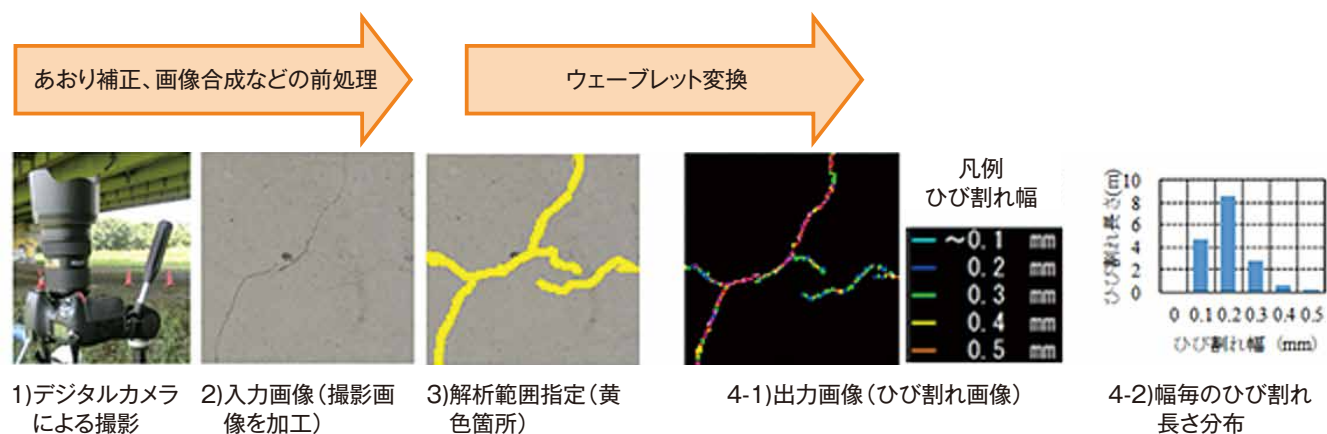 あおり補正、画像合成などの前処理
ウェーブレット変換
凡例
ひび割れ幅
～0.1 mm
0.2 mm
0.3 mm
0.4 mm
0.5 mm
ひび割れ長さ(m)
10
8
6
4
2
0
0 0.1 0.2 0.3 0.4 0.5
ひび割れ幅 (mm)
1)デジタルカメラ
による撮影
2)入力画像（撮影画
像を加工）
3)解析範囲指定（黄
色箇所）
4-1)出力画像（ひび割れ画像）
4-2)幅毎のひび割れ
長さ分布